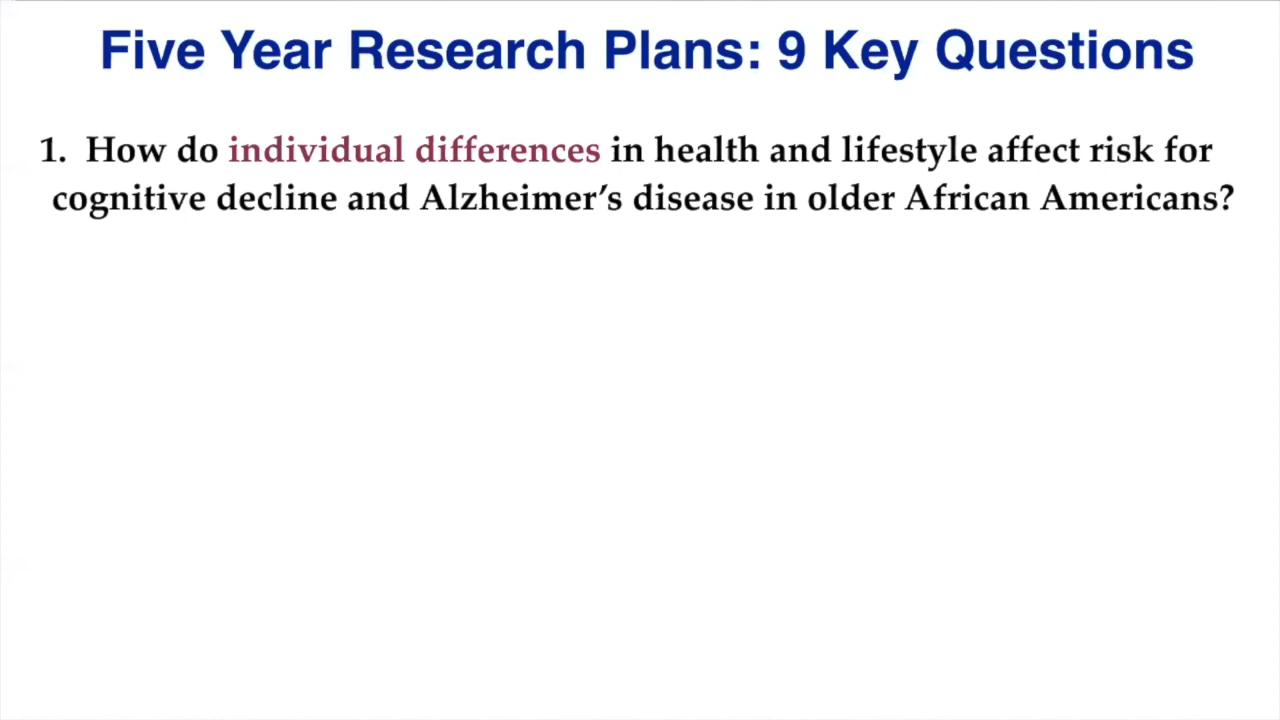 Five Year Research Plans: 9 Key Questions
1. How do individual differences in health and lifestyle affect risk for
cognitive decline and Alzheimer’s disease in older African Americans?